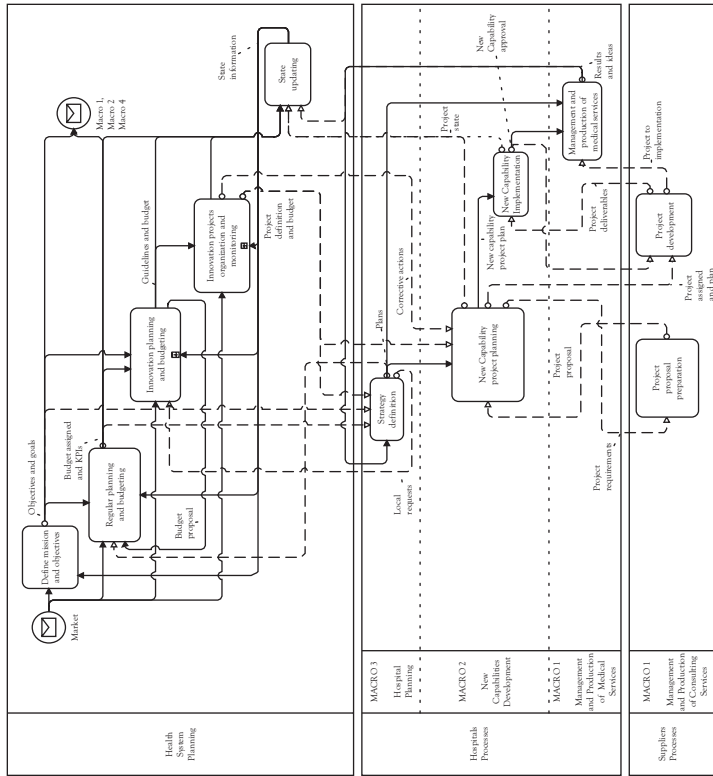 Market
Define mission
and objectives
Objectives and goals
Regular planning
and budgeting
Budget assigned
and KPIs
Budget
proposal
Innovation planning
and budgeting
Guidelines and budget
Innovation projects
organization and
monitoring
Project
definition and budget
State
updating
State
information
Macro 1,
Macro 2
Macro 4
Health
System
Planning
Strategy
definition
Local
requests
Plans
Corrective actions
New Capability
project planning
New capability
project plan
Project
state
New Capability
Implementation
New
Capability
approval
Management and
production of
medical services
Results
and ideas
Project
proposal
Project
requirements
Project
deliverables
Project to
implementation
Project
assigned
and plan
Project
proposal
preparation
Project
development
MACRO 3
Hospital
Planning
MACRO 2
New
Capabilities
Development
MACRO 1
Management
and Production
of Medical
Services
Hospitals
Processes
MACRO 1
Management
and Production
of Consulting
Services
Suppliers
Processes